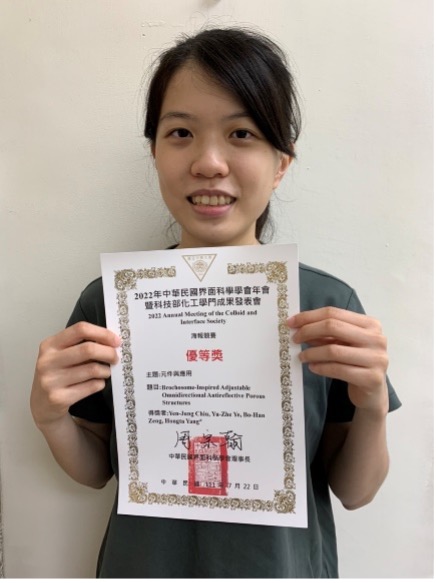 2022年中華民國界面科學學會年會
暨科技部化工學門成果發表會
2022 Annual Meeting of the Colloid and
Interface Society
海報競賽
優等獎
主題:元件與應用
題目:Brachosome-Inspired Adjustable
Omnidirectional Antireflective Porous
Structures
得獎者:Yen-Jung Chiu, Yu-Zhe Ye, Bo-Han
Zeng, Hongta Yang*
中華民國界面科學學會理事長
中 華 民 國 111 年 07 月 22 日